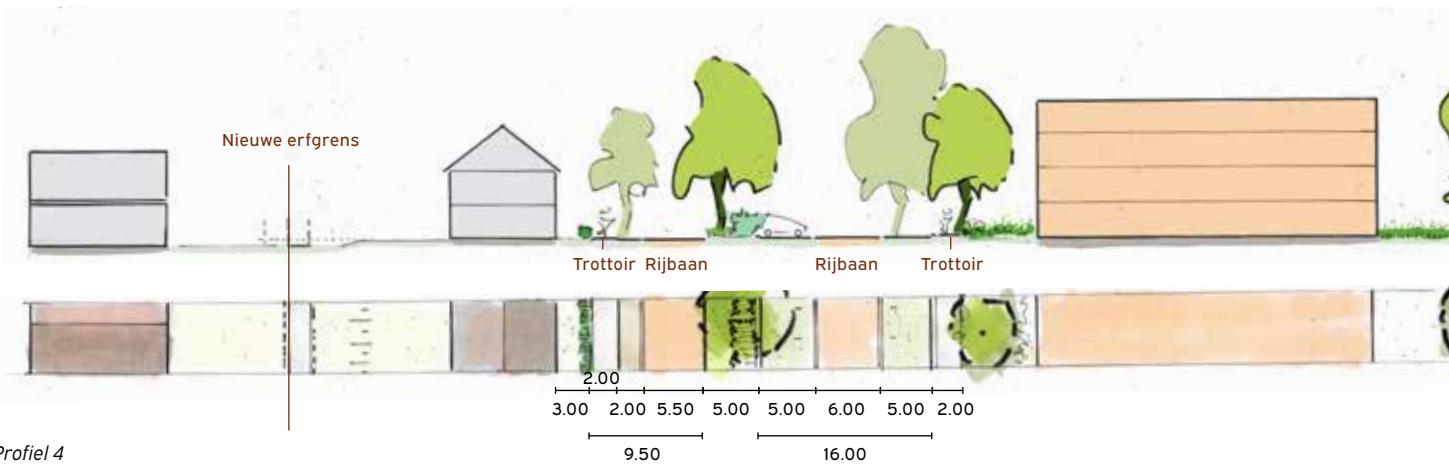 Nieuwe erfgrens
Trottoir Rijbaan Rijbaan Trottoir
2.00
3.00 2.00 5.50 5.00 5.00 6.00 5.00 2.00
9.50 16.00
Profiel 4